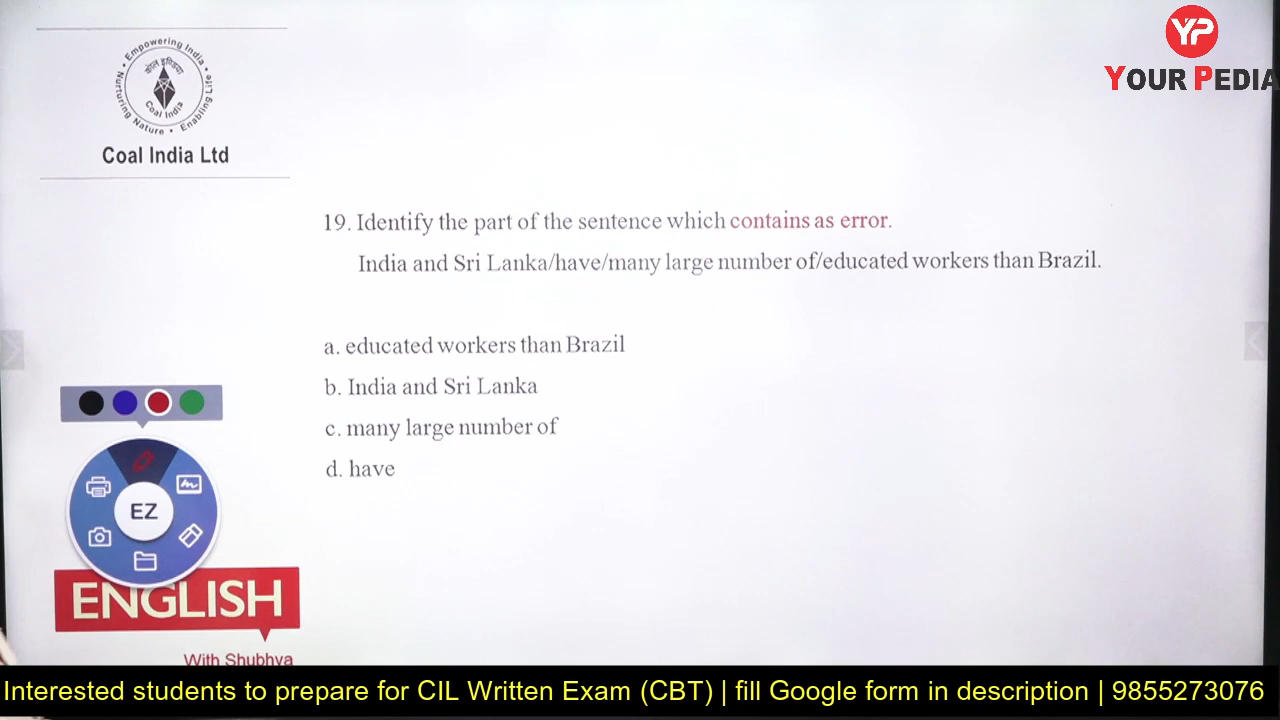 • Empowering India •
Nurturing Nature • Enabling Life
कोल इण्डिया
Coal India
Coal India Ltd
YP
YOUR PEDIA
19. Identify the part of the sentence which contains as error.
India and Sri Lanka/have/many large number of/educated workers than Brazil.
a. educated workers than Brazil
b. India and Sri Lanka
c. many large number of
d. have
EZ
ENGLISH
With Shubhya
Interested students to prepare for CIL Written Exam (CBT) | fill Google form in description | 9855273076